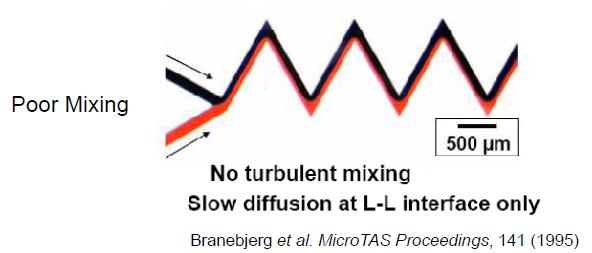 Poor Mixing
500 µm
No turbulent mixing
Slow diffusion at L-L interface only
Branebjerg et al. MicroTAS Proceedings, 141 (1995)